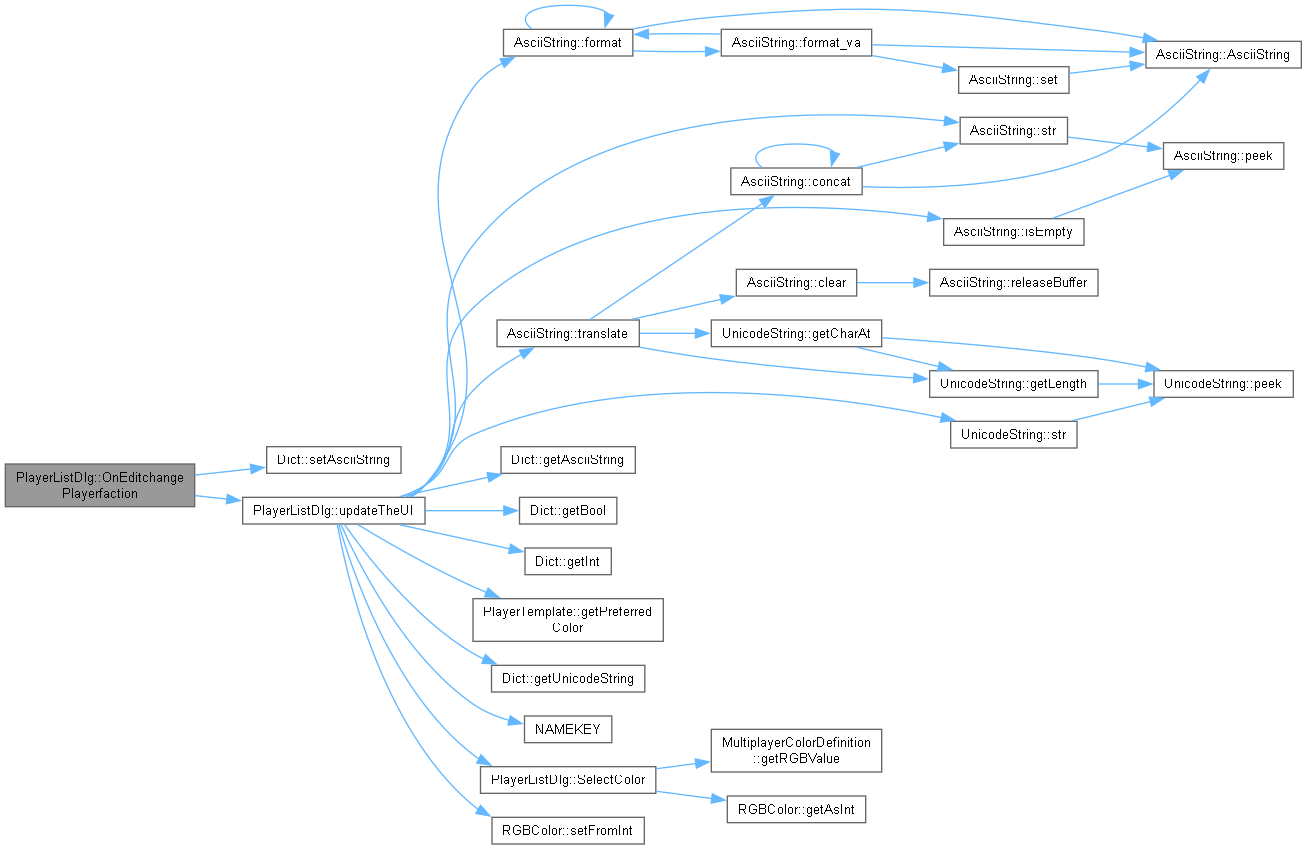 AsciiString::format
AsciiString::format_va
AsciiString::AsciiString
AsciiString::set
AsciiString::str
AsciiString::peek
AsciiString::concat
AsciiString::isEmpty
AsciiString::clear
AsciiString::releaseBuffer
AsciiString::translate
UnicodeString::getCharAt
UnicodeString::getLength
UnicodeString::peek
UnicodeString::str
PlayerListDlg::OnEditchange
Playerfaction
Dict::setAsciiString
Dict::getAsciiString
PlayerListDlg::updateTheUI
Dict::getBool
Dict::getInt
PlayerTemplate::getPreferred
Color
Dict::getUnicodeString
NAMEKEY
MultiplayerColorDefinition
::getRGBValue
PlayerListDlg::SelectColor
RGBColor::getAsInt
RGBColor::setFromInt